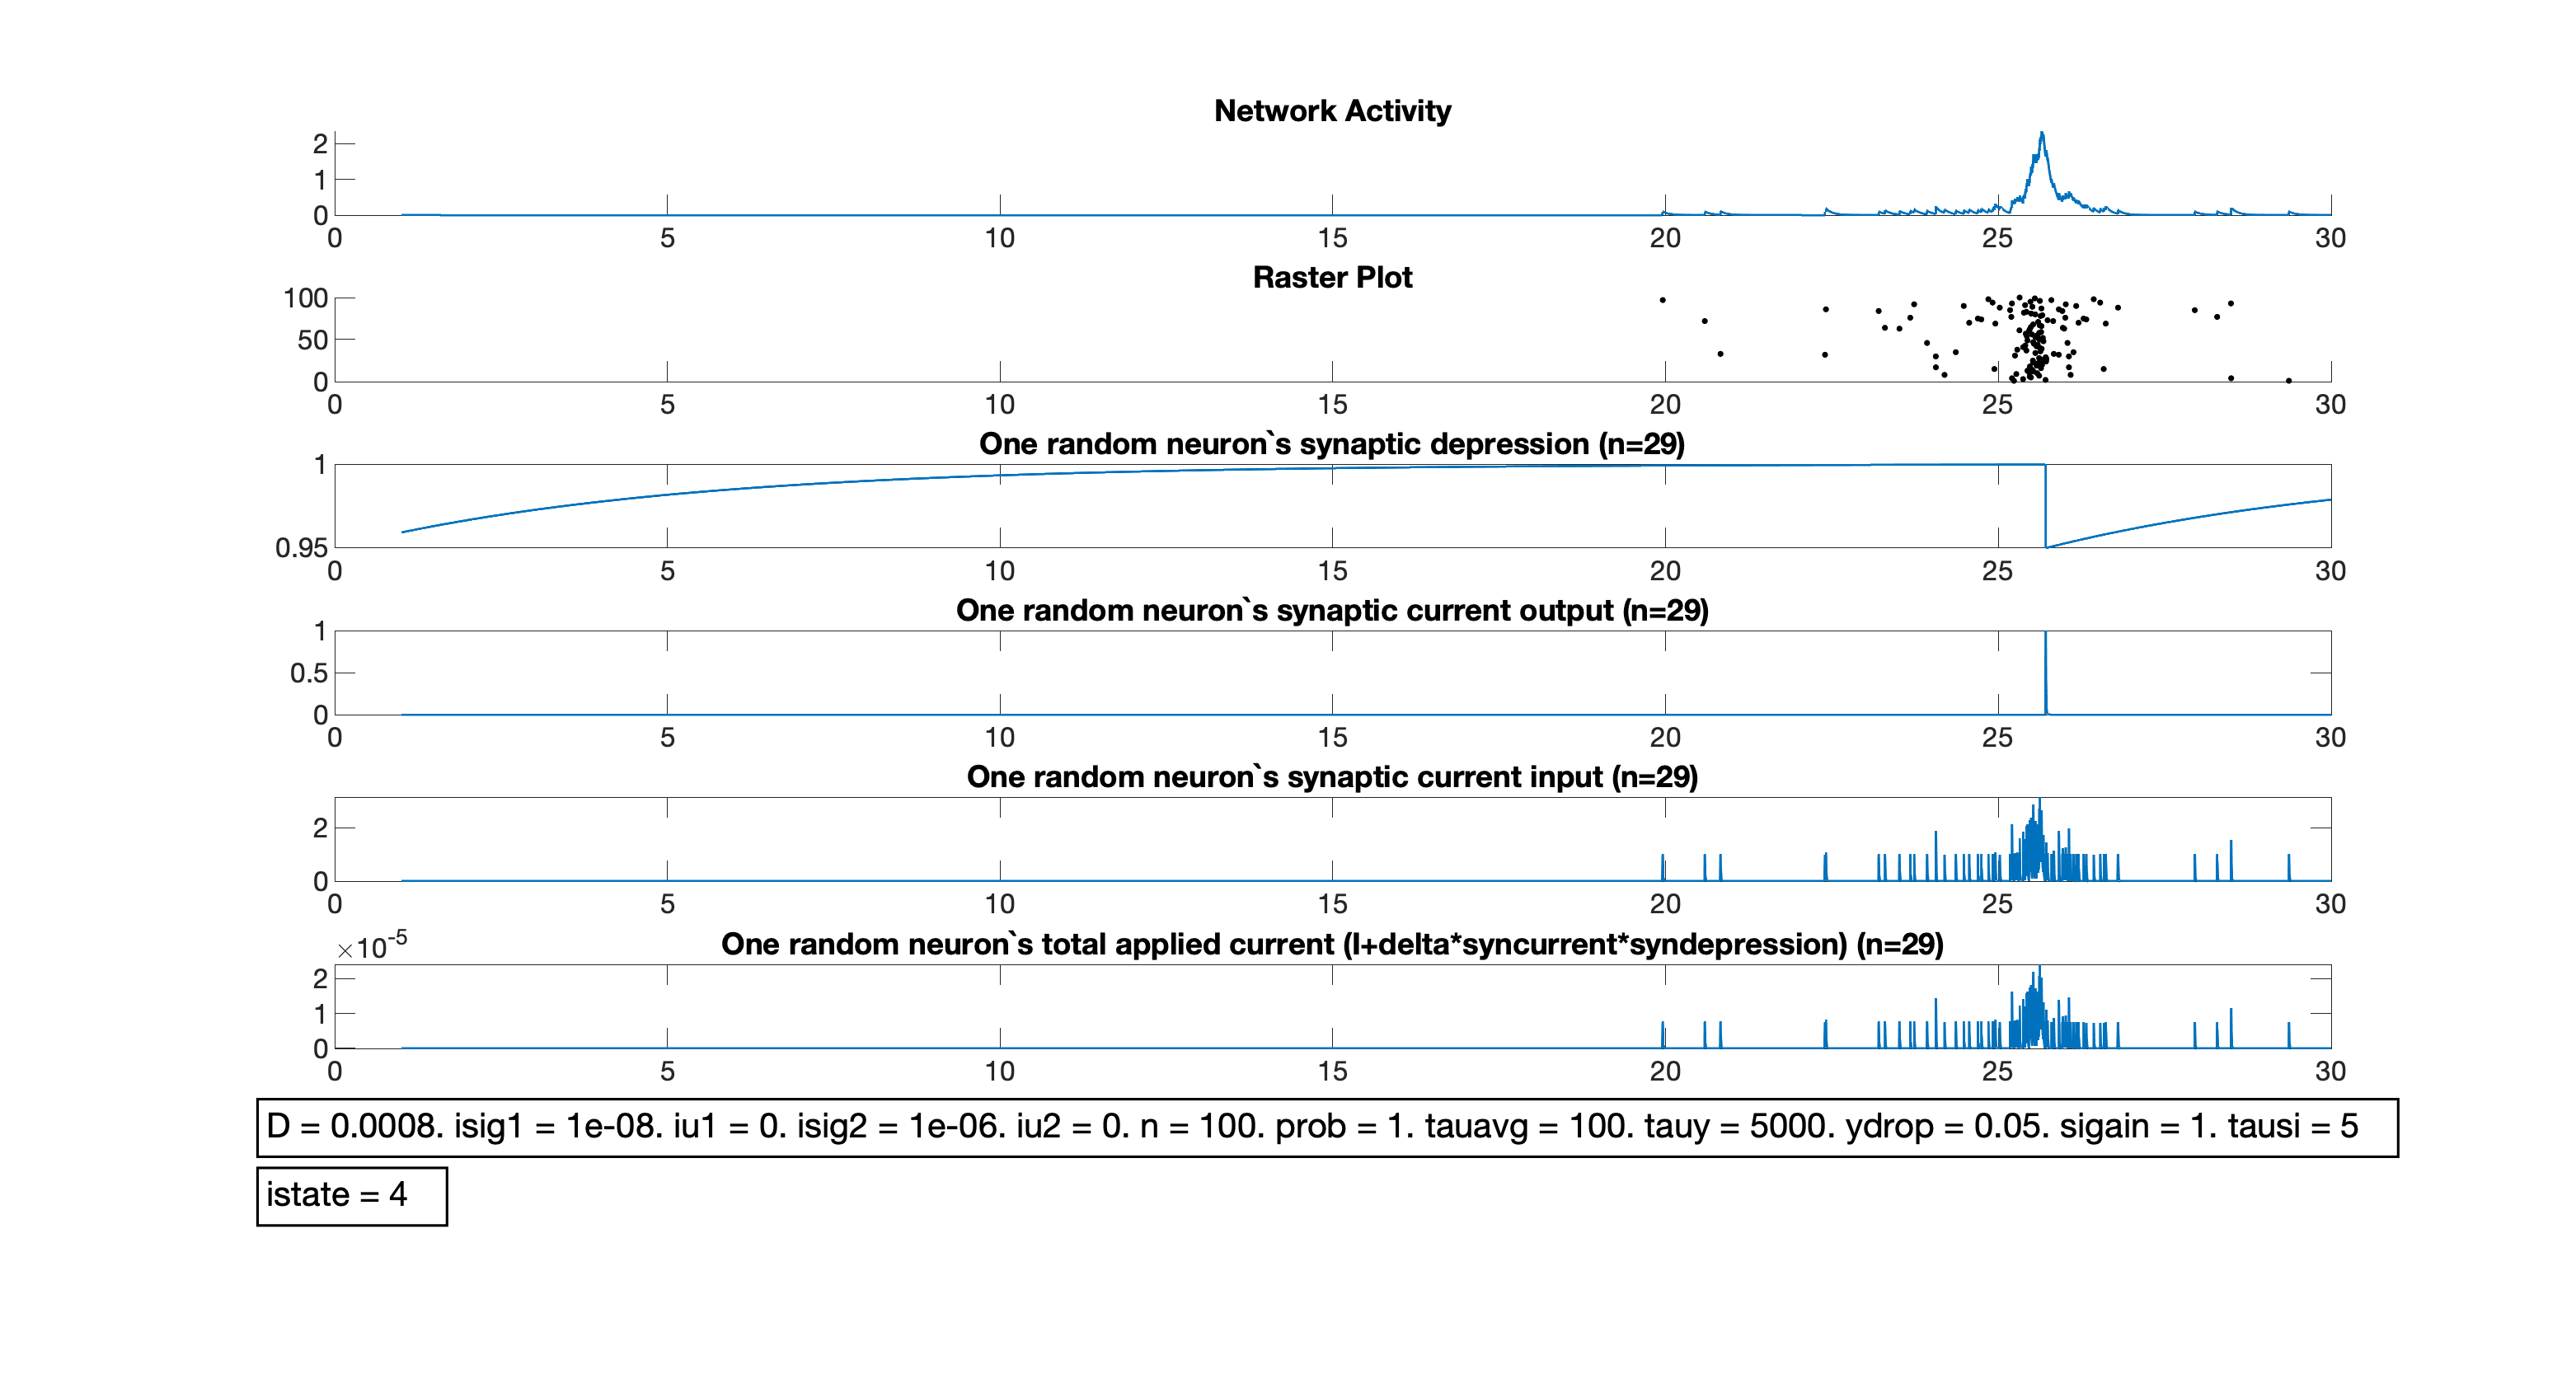 Network Activity
2
1
0
0 5 10 15 20 25 30
Raster Plot
100
50
0
0 5 10 15 20 25 30
One random neuron`s synaptic depression (n=29)
1
0.95
0 5 10 15 20 25 30
One random neuron`s synaptic current output (n=29)
1
0.5
0
0 5 10 15 20 25 30
One random neuron`s synaptic current input (n=29)
2
0
0 5 10 15 20 25 30
×10-5
One random neuron`s total applied current (I+delta*syncurrent*syndepression) (n=29)
2
1
0
0 5 10 15 20 25 30
D = 0.0008. isig1 = 1e-08. iu1 = 0. isig2 = 1e-06. iu2 = 0. n = 100. prob = 1. tauavg = 100. tauy = 5000. ydrop = 0.05. sigain = 1. tausi = 5
istate = 4